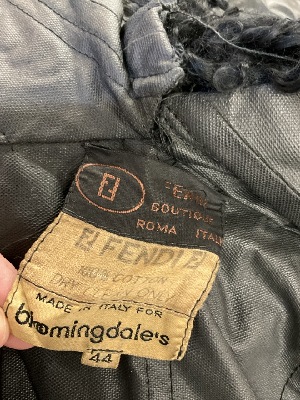 FENDI
BOUTIQUE
ROMA ITALY
FENDI
100% COTTON
DRY CLEAN ONLY
MADE IN ITALY FOR
bloomingdale's
44